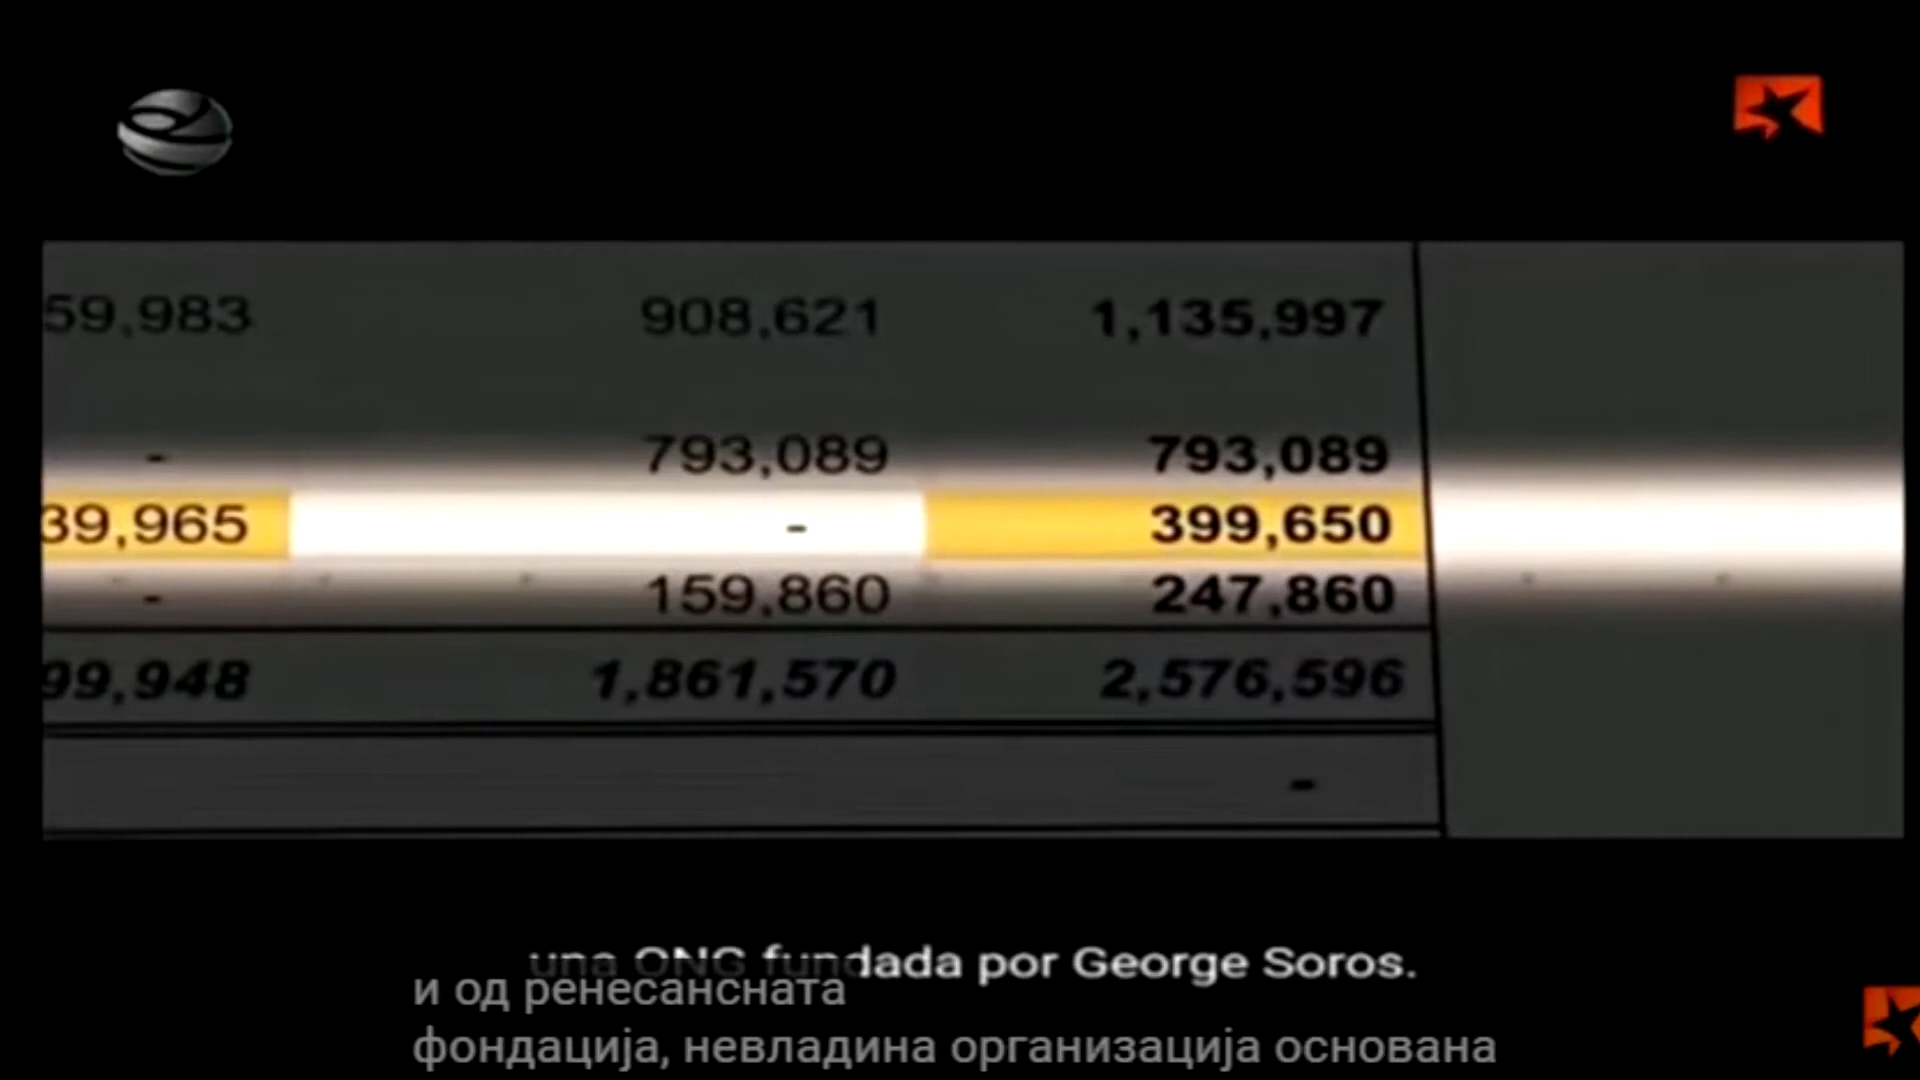 59,983 908,621 1,135,997
- 793,089 793,089
39,965 - 399,650
- 159,860 247,860
99,948 1,861,570 2,576,596
-
una ONG fundada por George Soros.
и од ренесансната
фондација, невладина организација основана